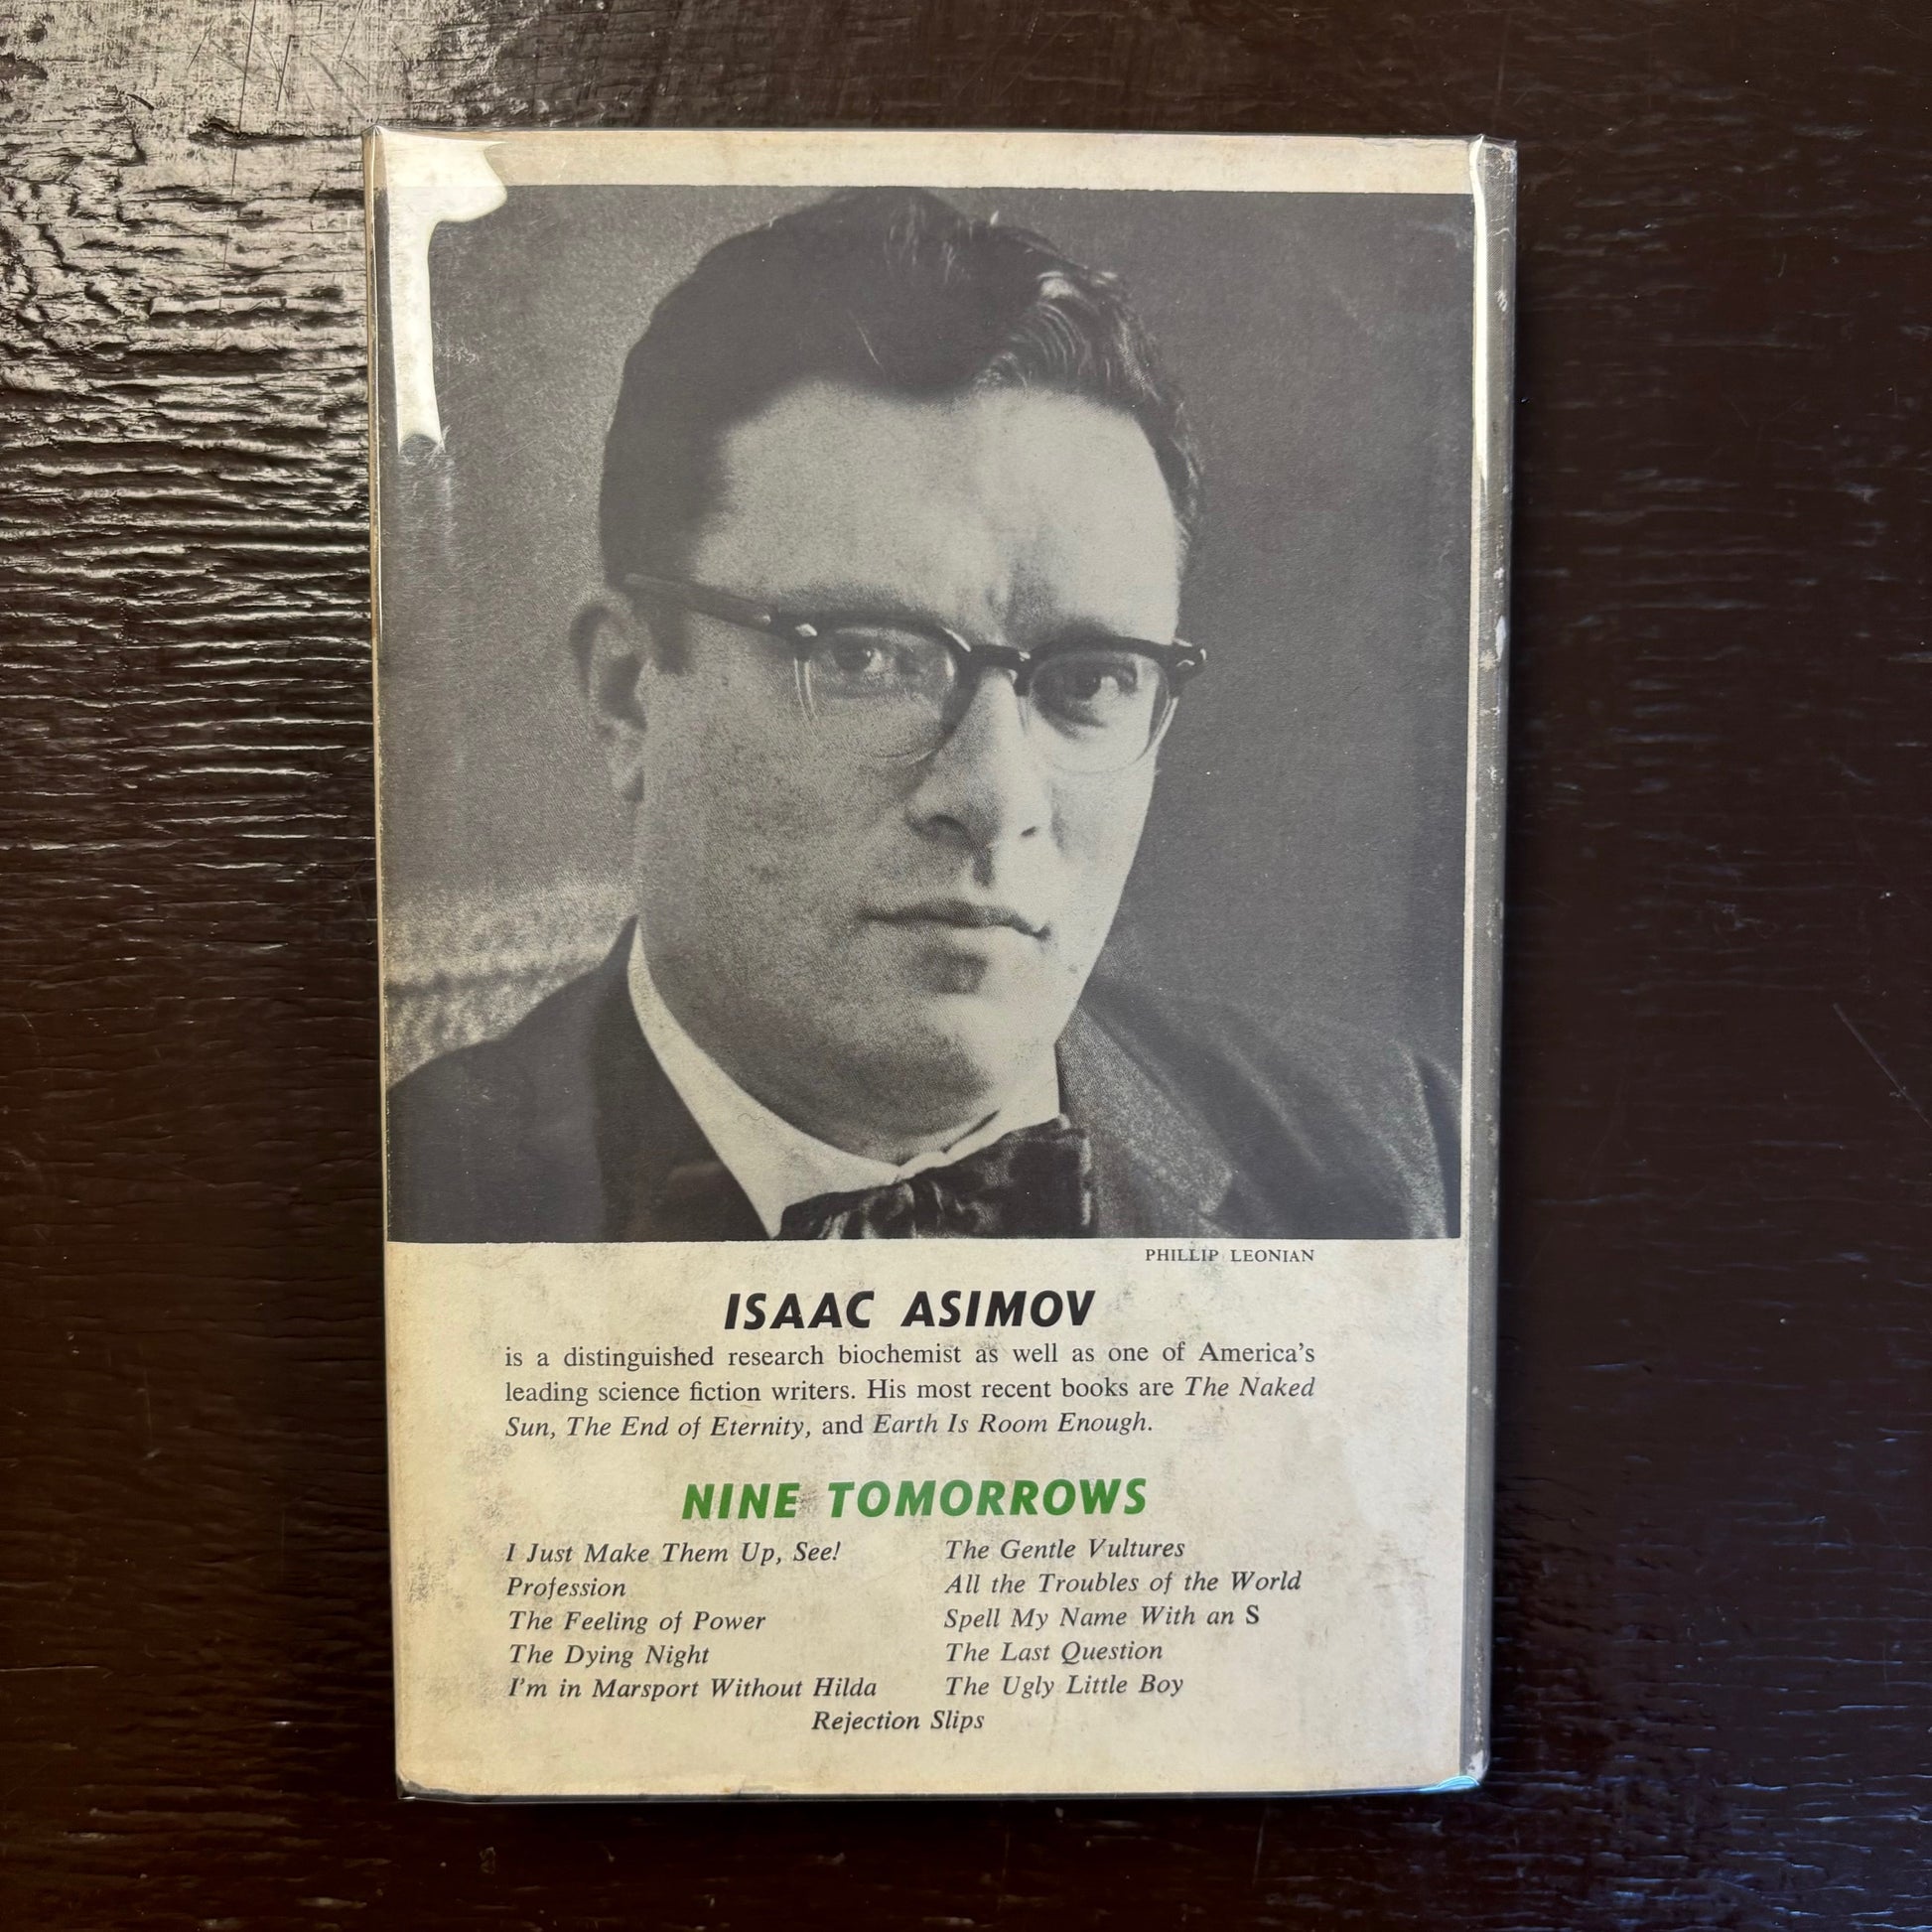 PHILLIP LEONIAN
ISAAC ASIMOV
is a distinguished research biochemist as well as one of America's
leading science fiction writers. His most recent books are The Naked
Sun, The End of Eternity, and Earth Is Room Enough.
NINE TOMORROWS
I Just Make Them Up, See!
Profession
The Feeling of Power
The Dying Night
I'm in Marsport Without Hilda
The Gentle Vultures
All the Troubles of the World
Spell My Name With an S
The Last Question
The Ugly Little Boy
Rejection Slips